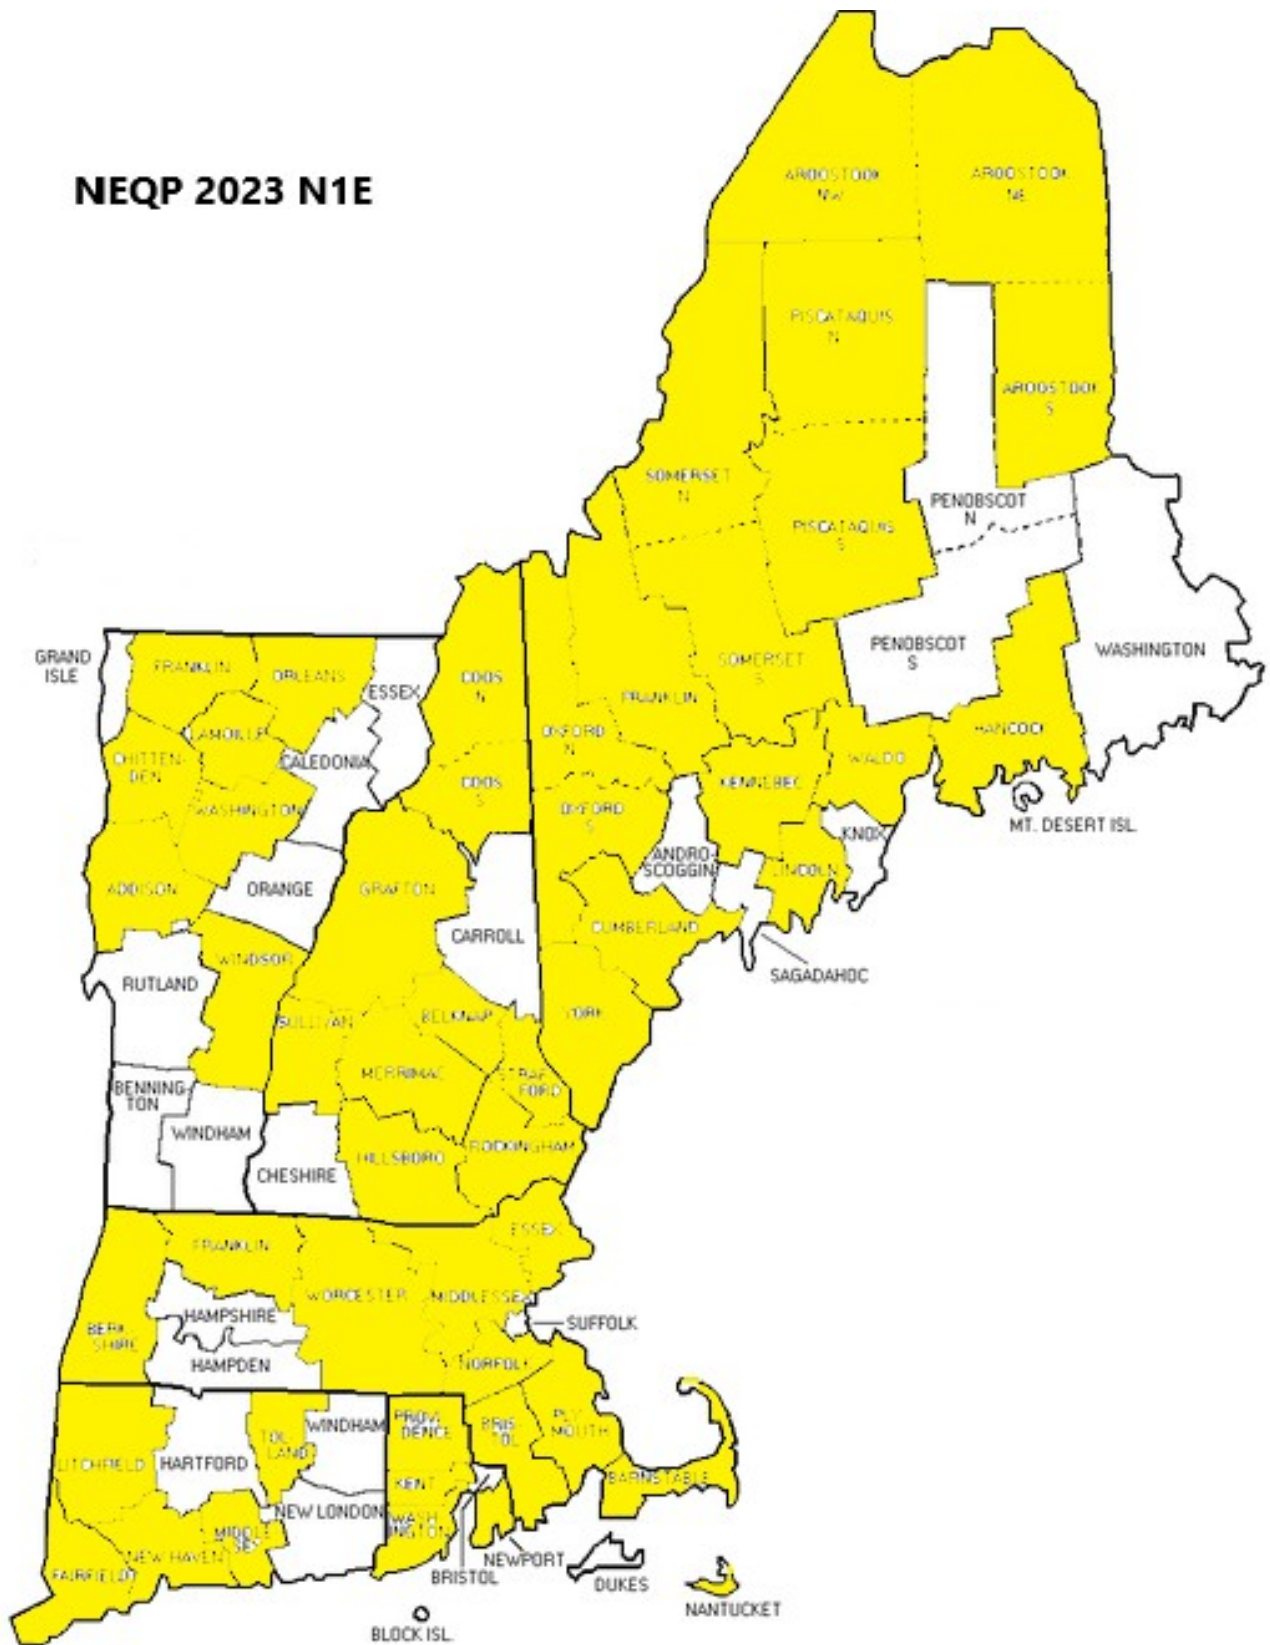 NEQP 2023 N1E
AROOSTOOK
NW
AROOSTOOK
NE
PISCATAQUIS
N
AROOSTOOK
S
SOMERSET
N
PENOBSCOT
N
PISCATAQUIS
S
GRAND
ISLE
FRANKLIN
ORLEANS
ESSEX
COOS
N
SOMERSET
S
PENOBSCOT
S
WASHINGTON
FRANKLIN
LAMOILLE
OXFORD
N
HANCOCK
CHITTEN-
DEN
CALEDONIA
COOS
S
KENNEBEC
WALDO
WASHINGTON
OXFORD
S
MT. DESERT ISL.
KNOX
ANDRO-
SCOGGIN
LINCOLN
ADDISON
ORANGE
GRAFTON
CUMBERLAND
CARROLL
WINDSOR
SAGADAHOC
RUTLAND
SULLIVAN
BELKNAP
YORK
MERRIMAC
STRAF
FORD
BENNING-
TON
WINDHAM
HILLSBORO
ROCKINGHAM
CHESHIRE
ESSEX
FRANKLIN
WORCESTER
MIDDLESSEX
HAMPSHIRE
SUFFOLK
BERK
SHIRE
HAMPDEN
NORFOLK
PROVI
DENCE
BRIS-
TOL
PLY-
MOUTH
WINDHAM
TOL
LAND
LITCHFIELD
HARTFORD
KENT
BARNSTABLE
NEW LONDON
WASH
INGTON
MIDDLE
SEX
NEW HAVEN
NEWPORT
FAIRFIELD
BRISTOL
DUKES
NANTUCKET
BLOCK ISL.